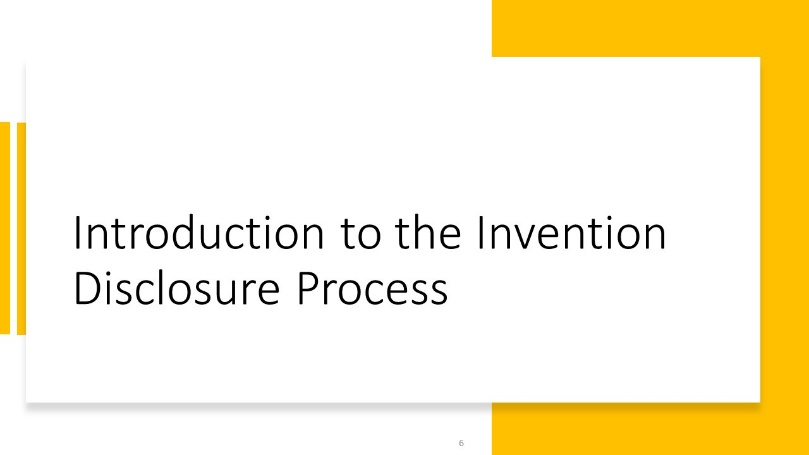 Introduction to the Invention
Disclosure Process
6